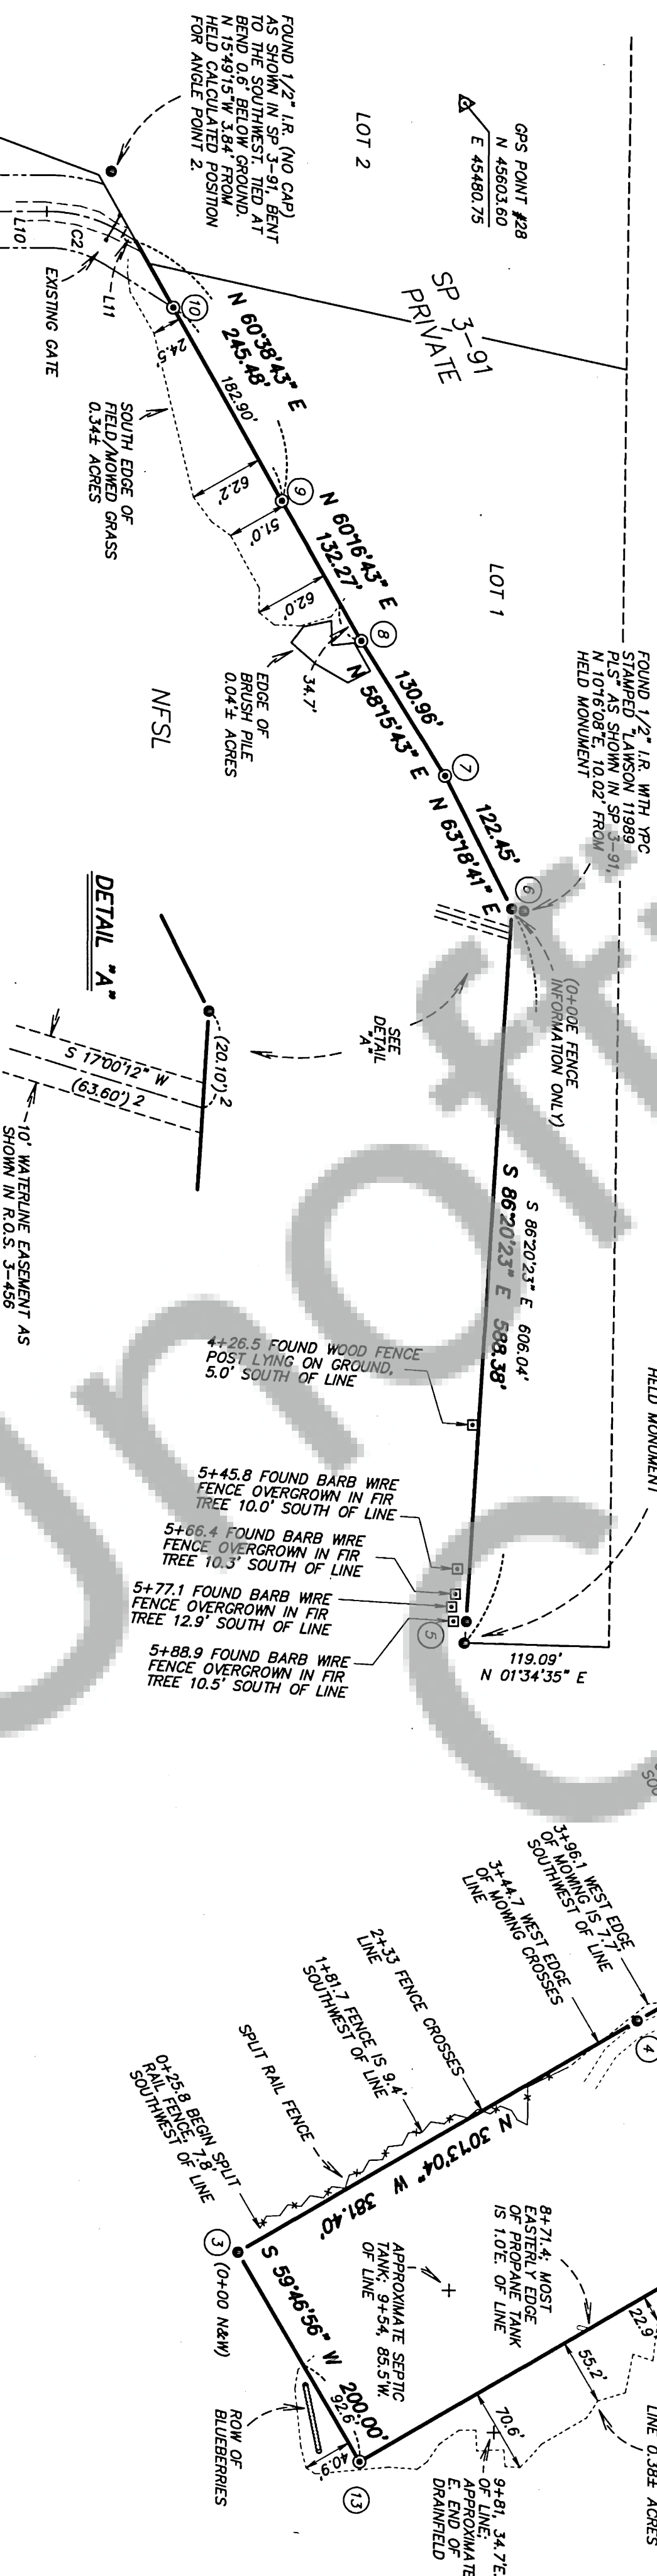 FOUND 1/2" I.R. (NO CAP)
AS SHOWN IN SP 3-91, BENT
TO THE SOUTHWEST. TIED AT
BEND 0.6' BELOW GROUND.
N 15°49'15"W 3.84' FROM
HELD CALCULATED POSITION
FOR ANGLE POINT 2.
LOT 2
GPS POINT #28
N 45603.60
E 45480.75
SP 3-91
PRIVATE
L10
C2
L11
EXISTING GATE
10
N 60°38'43" E
245.48'
182.90'
24.5'
SOUTH EDGE OF
FIELD/MOWED GRASS
0.34± ACRES
62.2'
51.0'
62.0'
9
N 60°16'43" E
132.27'
LOT 1
8
34.7'
EDGE OF
BRUSH PILE
0.04± ACRES
NFSL
130.96'
N 58°15'43" E
7
122.45'
N 63°18'41" E
FOUND 1/2" I.R. WITH YPC
STAMPED "LAWSON 11989
PLS" AS SHOWN IN SP 3-91,
N 10°16'08"E, 10.02' FROM
HELD MONUMENT
6
(0+00E FENCE
INFORMATION ONLY)
SEE
DETAIL
"A"
DETAIL "A"
(20.10') 2
S 17°00'12" W
(63.60') 2
10' WATERLINE EASEMENT AS
SHOWN IN R.O.S. 3-456
S 86°20'23" E 606.04'
S 86°20'23" E 588.38'
HELD MONUMENT
4+26.5 FOUND WOOD FENCE
POST LYING ON GROUND,
5.0' SOUTH OF LINE
5+45.8 FOUND BARB WIRE
FENCE OVERGROWN IN FIR
TREE 10.0' SOUTH OF LINE
5+66.4 FOUND BARB WIRE
FENCE OVERGROWN IN FIR
TREE 10.3' SOUTH OF LINE
5+77.1 FOUND BARB WIRE
FENCE OVERGROWN IN FIR
TREE 12.9' SOUTH OF LINE
5+88.9 FOUND BARB WIRE
FENCE OVERGROWN IN FIR
TREE 10.5' SOUTH OF LINE
5
119.09'
N 01°34'35" E
3+96.1 WEST EDGE
OF MOWING IS 7.7'
SOUTHWEST OF LINE
3+44.7 WEST EDGE
OF MOWING CROSSES
LINE
2+33 FENCE CROSSES
LINE
1+81.7 FENCE IS 9.4'
SOUTHWEST OF LINE
SPLIT RAIL FENCE
0+25.8 BEGIN SPLIT
RAIL FENCE, 7.8'
SOUTHWEST OF LINE
4
N 30°13'04" W 381.40'
3
(0+00 N&W)
S 59°46'56" W 200.00'
92.6'
40.9'
ROW OF
BLUEBERRIES
13
APPROXIMATE SEPTIC
TANK; 9+54, 85.5'W.
OF LINE
8+71.4; MOST
EASTERLY EDGE
OF PROPANE TANK
IS 1.0'E. OF LINE
22.9'
55.2'
70.6'
LINE 0.38± ACRES
9+81, 34.7'E.
OF LINE;
APPROXIMATE
E. END OF
DRAINFIELD
Unoffic